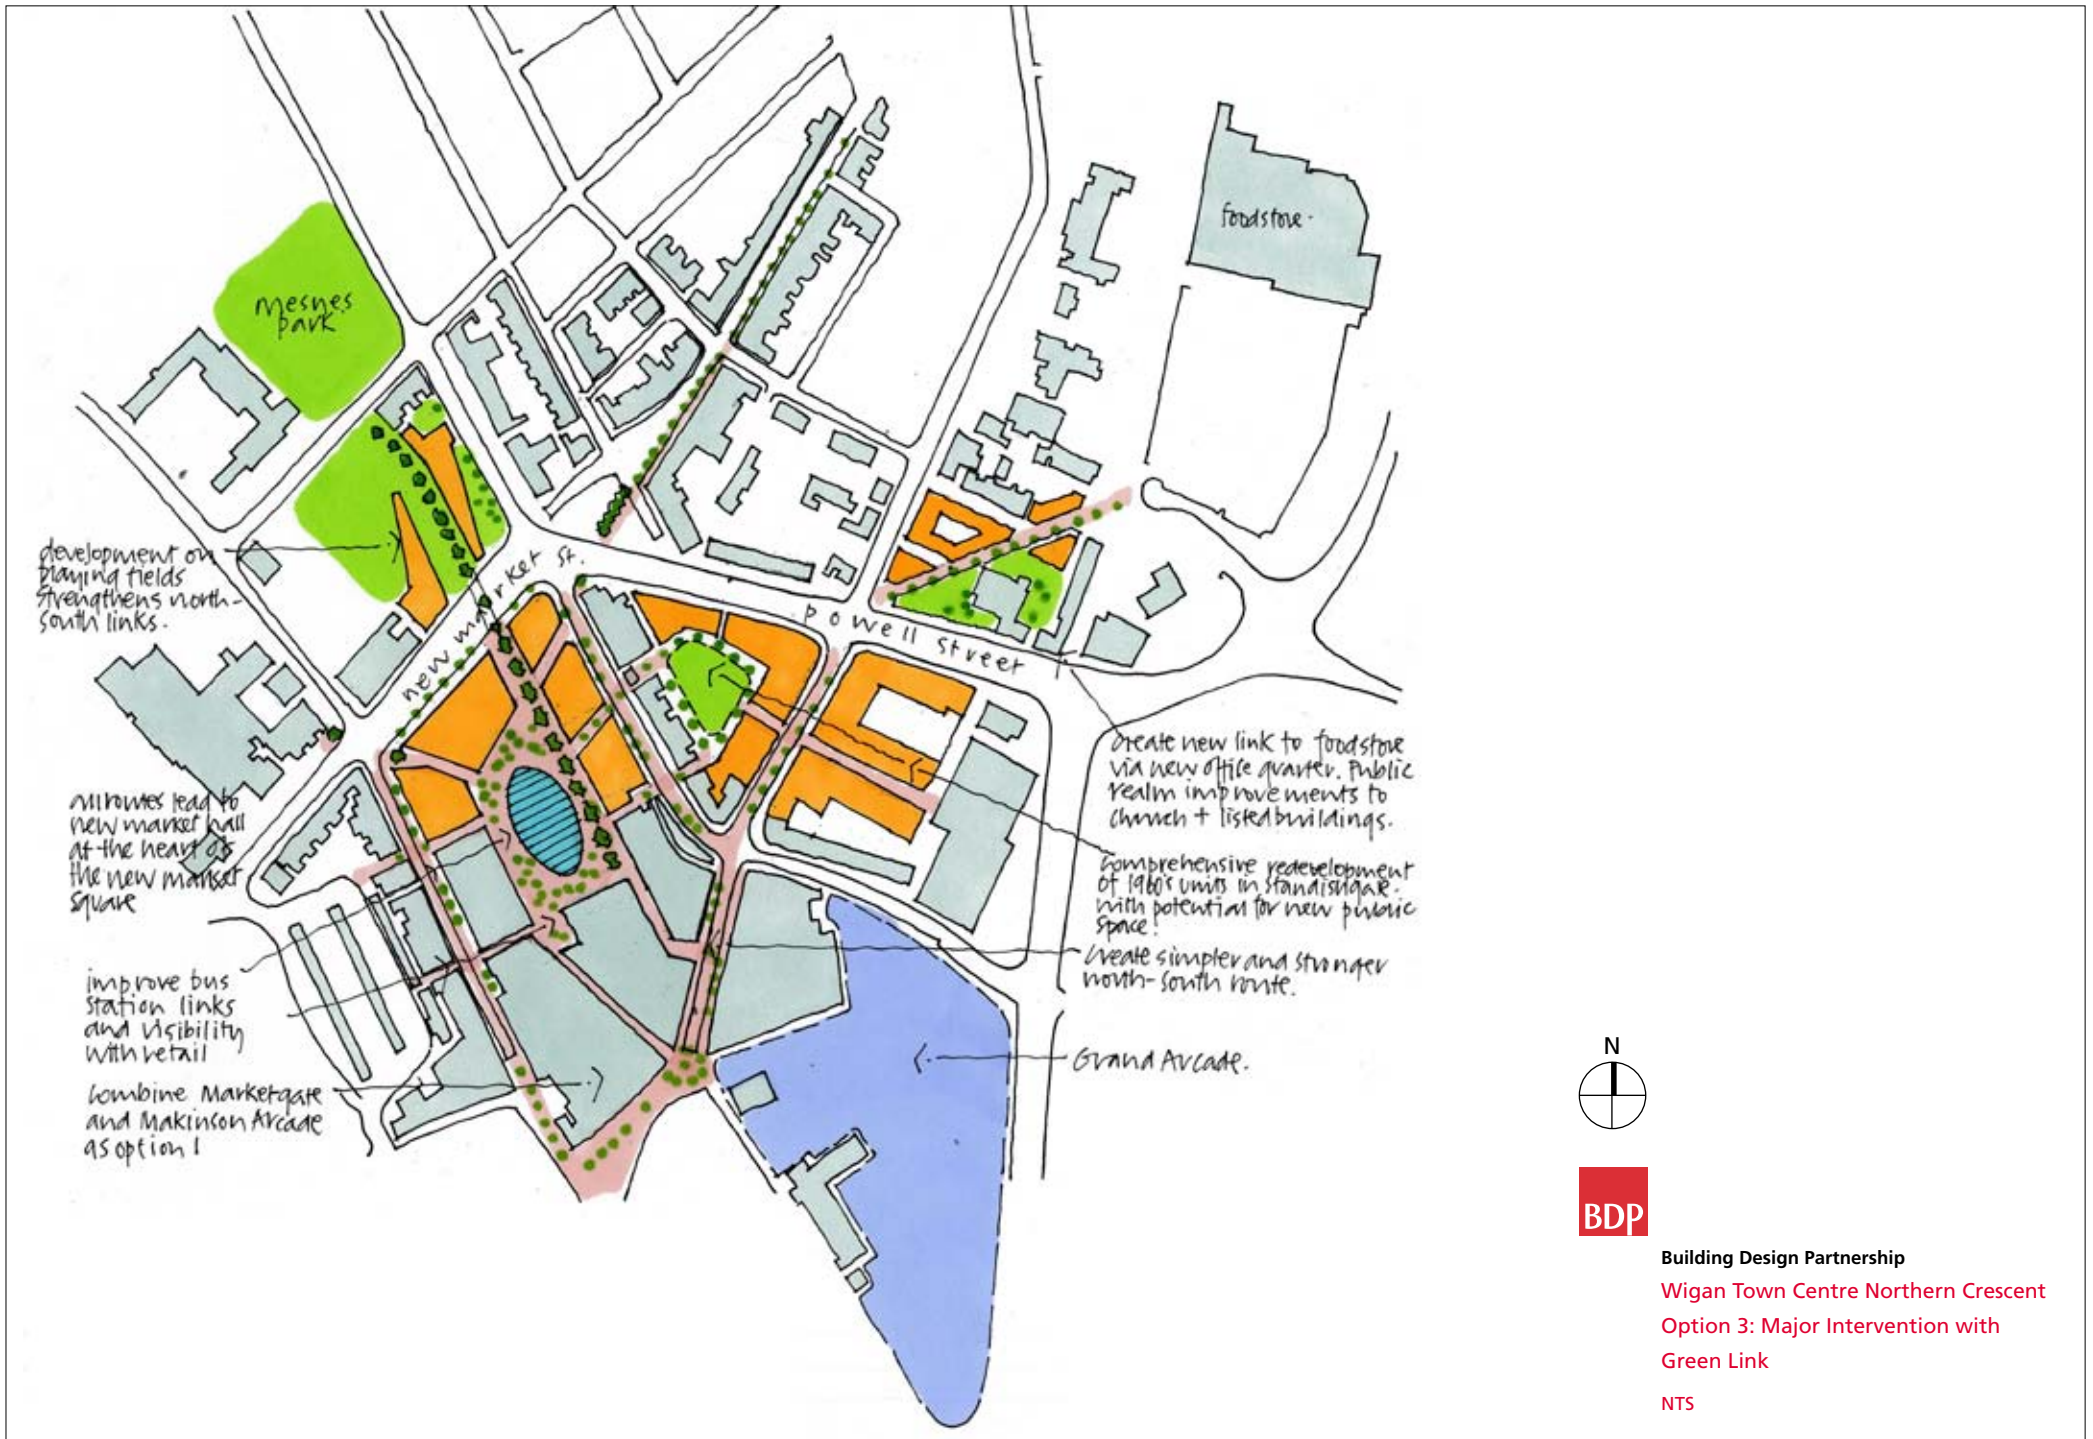 foodstore.
Mesnes
park
development on
playing fields
strengthens north-
south links.
new market st.
powell street
all routes lead to
new market hall
at the heart of
the new market
square
create new link to foodstore
via new office quarter. Public
realm improvements to
church + listed buildings.
comprehensive redevelopment
of 1960's units in standishgate.
with potential for new public
space.
create simpler and stronger
north-south route.
improve bus
station links
and visibility
with retail
Grand Arcade.
combine Marketgate
and Makinson Arcade
as option 1
N
BDP
Building Design Partnership
Wigan Town Centre Northern Crescent
Option 3: Major Intervention with
Green Link
NTS